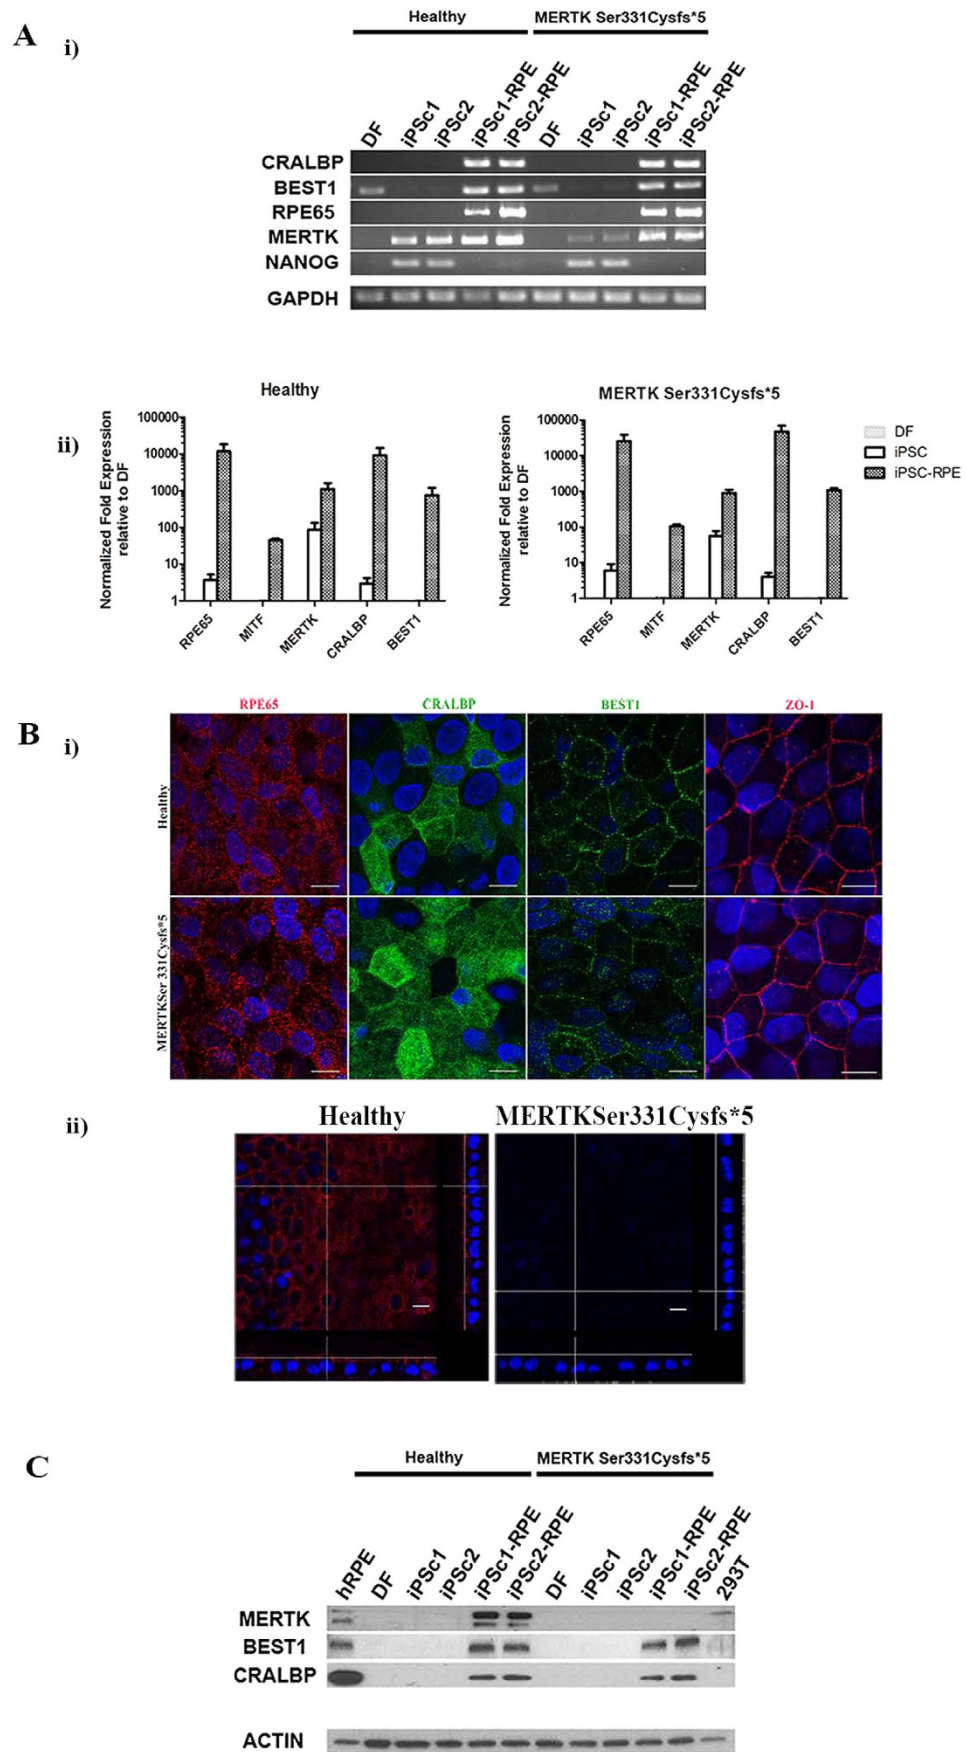 A
i)
Healthy
MERTK Ser331Cysfs*5
DF
iPSc1
iPSc2
iPSc1-RPE
iPSc2-RPE
DF
iPSc1
iPSc2
iPSc1-RPE
iPSc2-RPE
CRALBP
BEST1
RPE65
MERTK
NANOG
GAPDH
ii)
Healthy
Normalized Fold Expression
relative to DF
100000
10000
1000
100
10
1
RPE65
MITF
MERTK
CRALBP
BEST1
MERTK Ser331Cysfs*5
Normalized Fold Expression
relative to DF
100000
10000
1000
100
10
1
RPE65
MITF
MERTK
CRALBP
BEST1
DF
iPSC
iPSC-RPE
B
i)
RPE65
CRALBP
BEST1
ZO-1
Healthy
MERTKSer 331Cysfs*5
ii)
Healthy
MERTKSer331Cysfs*5
C
Healthy
MERTK Ser331Cysfs*5
hRPE
DF
iPSc1
iPSc2
iPSc1-RPE
iPSc2-RPE
DF
iPSc1
iPSc2
iPSc1-RPE
iPSc2-RPE
293T
MERTK
BEST1
CRALBP
ACTIN